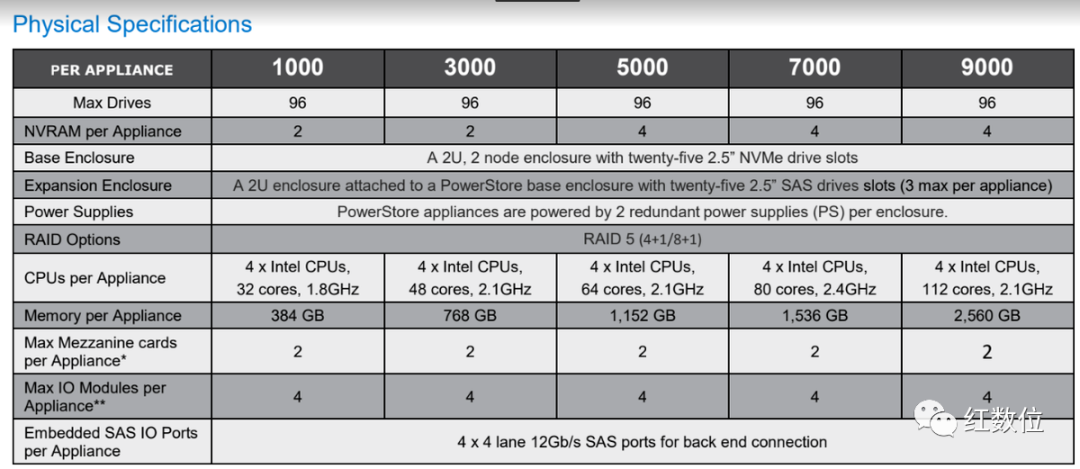 Physical Specifications
PER APPLIANCE 1000 3000 5000 7000 9000
Max Drives 96 96 96 96 96
NVRAM per Appliance 2 2 4 4 4
Base Enclosure A 2U, 2 node enclosure with twenty-five 2.5” NVMe drive slots
Expansion Enclosure A 2U enclosure attached to a PowerStore base enclosure with twenty-five 2.5” SAS drives slots (3 max per appliance)
Power Supplies PowerStore appliances are powered by 2 redundant power supplies (PS) per enclosure.
RAID Options RAID 5 (4+1/8+1)
CPUs per Appliance
4 x Intel CPUs,
32 cores, 1.8GHz
4 x Intel CPUs,
48 cores, 2.1GHz
4 x Intel CPUs,
64 cores, 2.1GHz
4 x Intel CPUs,
80 cores, 2.4GHz
4 x Intel CPUs,
112 cores, 2.1GHz
Memory per Appliance 384 GB 768 GB 1,152 GB 1,536 GB 2,560 GB
Max Mezzanine cards
per Appliance*
2 2 2 2 2
Max IO Modules per
Appliance**
4 4 4 4 4
Embedded SAS IO Ports
per Appliance
4 x 4 lane 12Gb/s SAS ports for back end connection
红数位